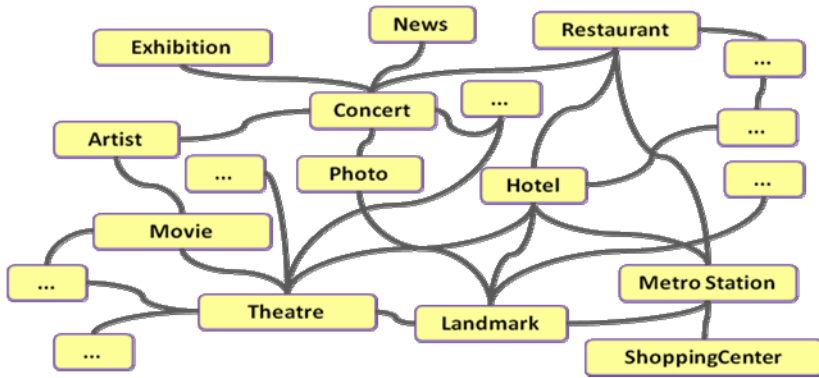 News
Restaurant
Exhibition
...
...
Concert
...
Artist
...
Photo
Hotel
...
Movie
...
Metro Station
Theatre
Landmark
...
ShoppingCenter